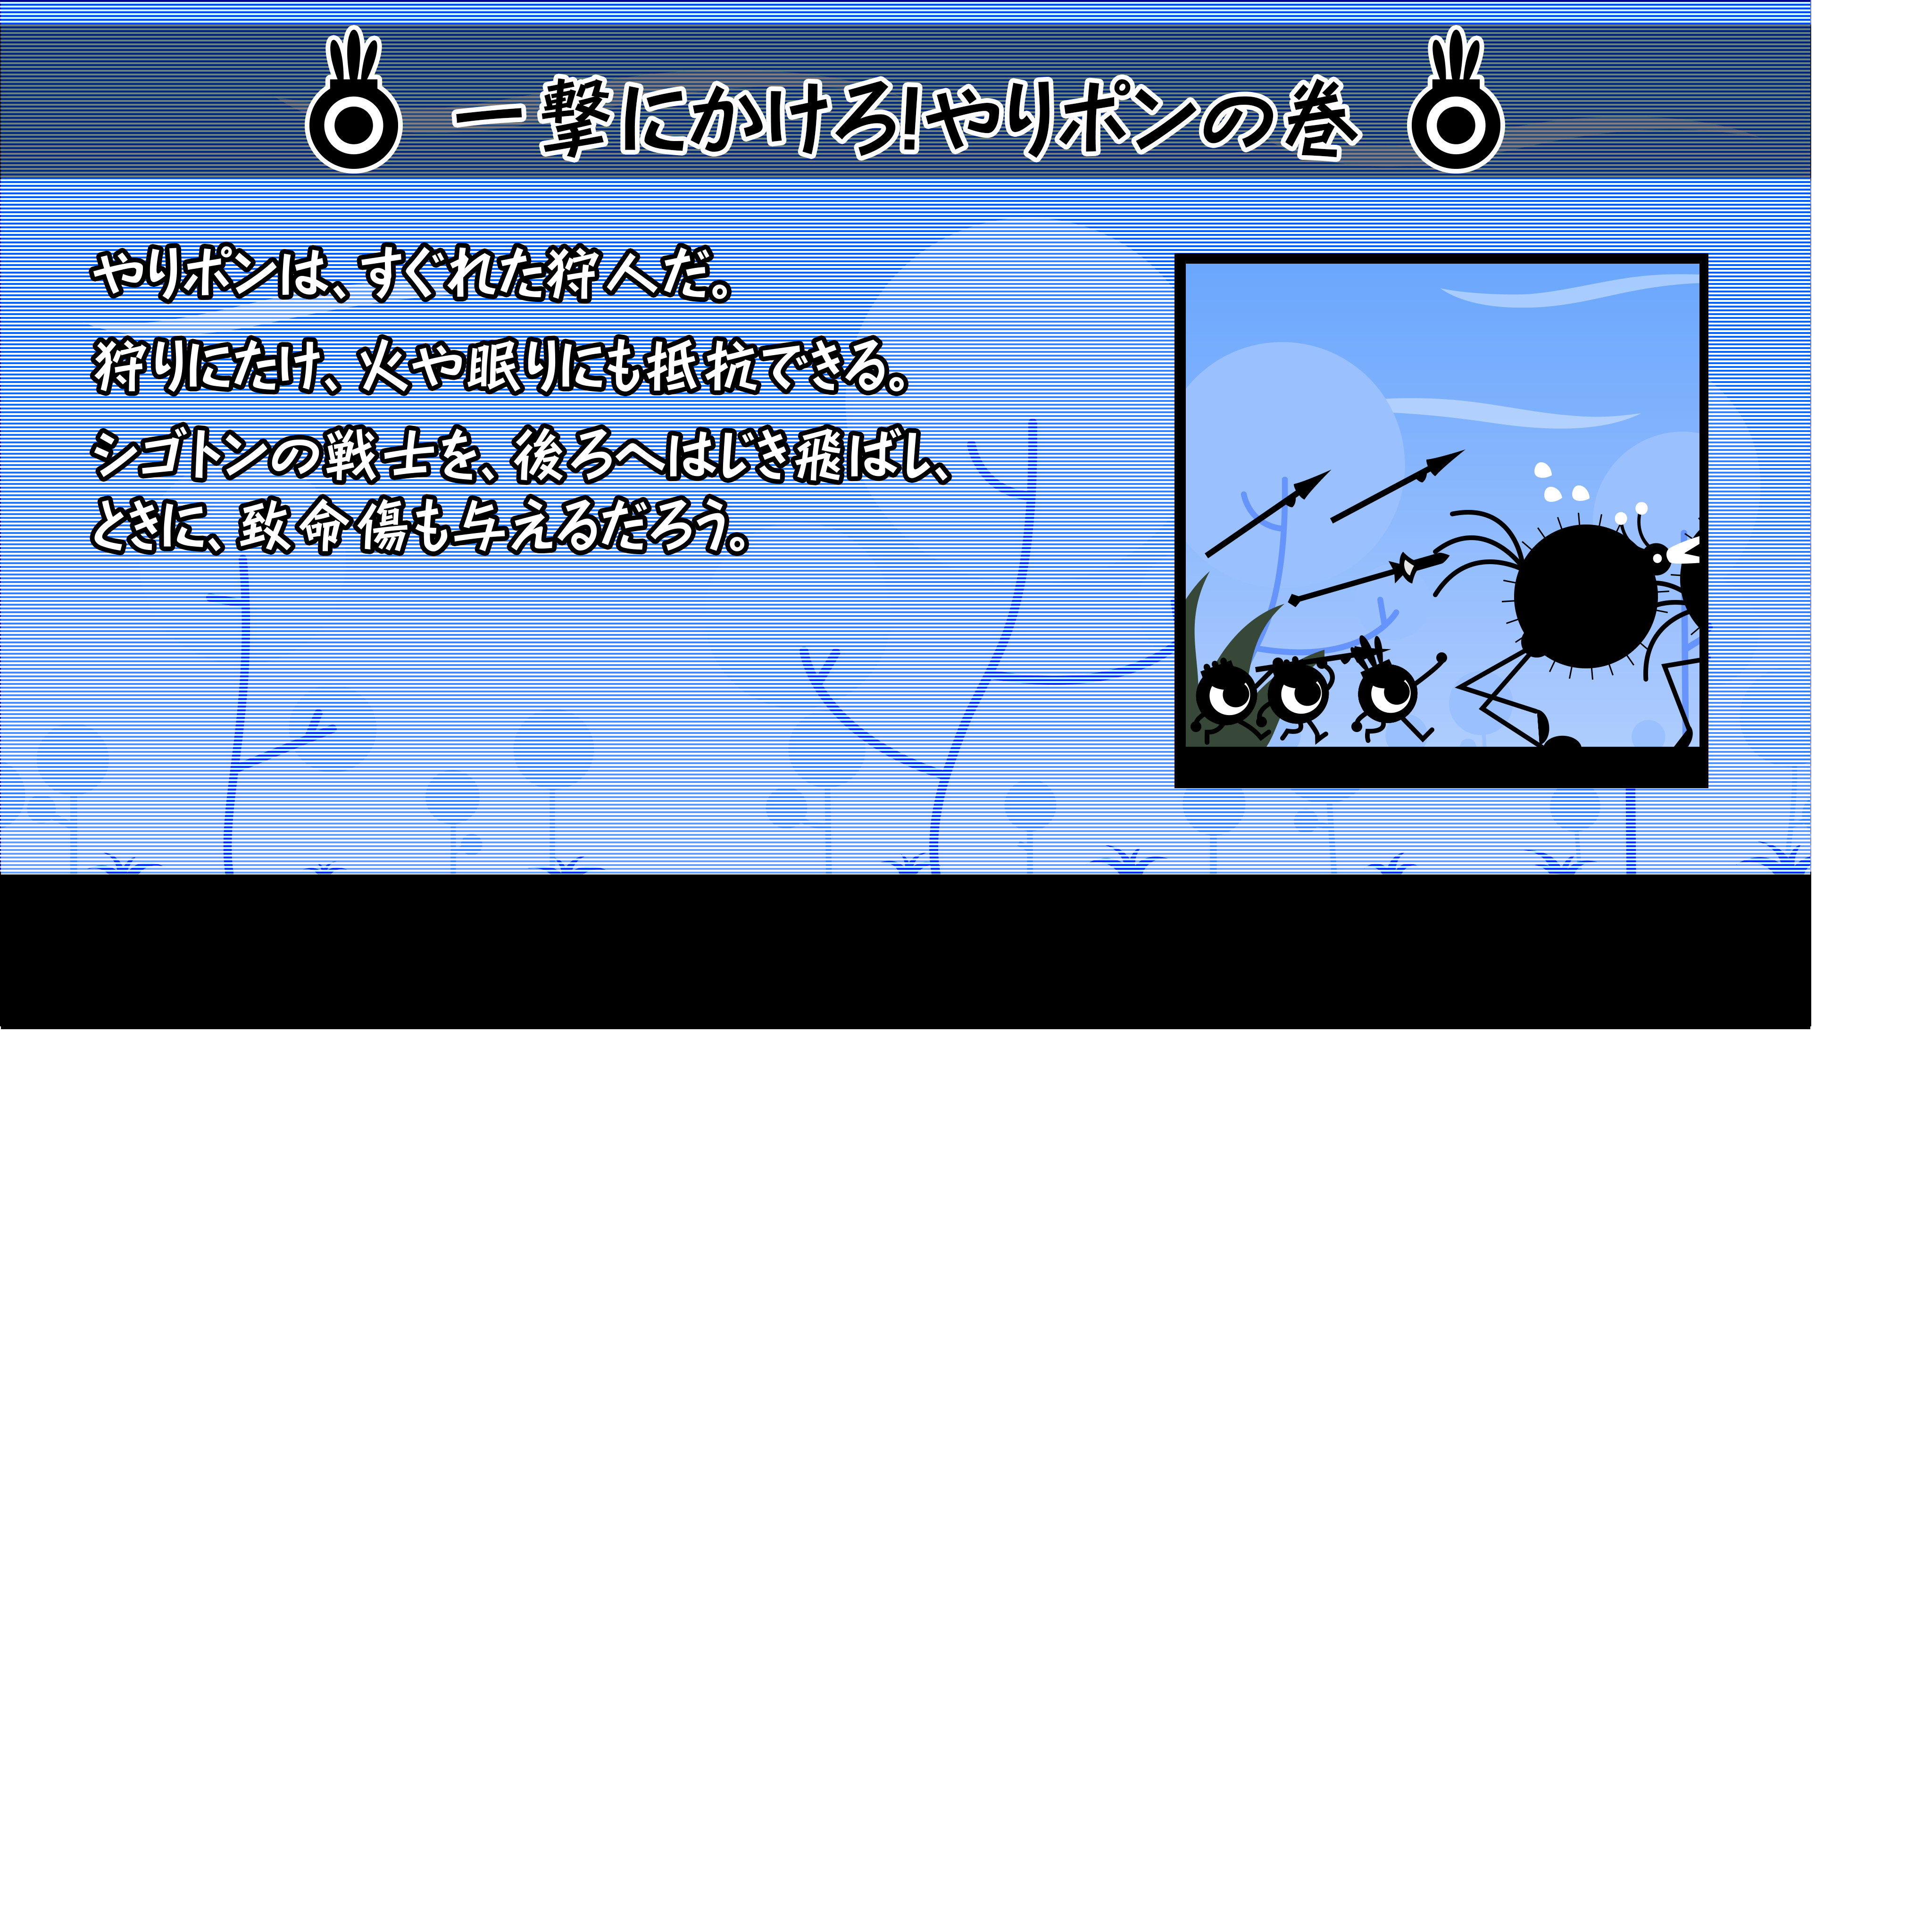 一撃にかけろ!やりポンの巻
やりポンは、すぐれた狩人だ。
狩りにたけ、火や眠りにも抵抗できる。
シゴトンの戦士を、後ろへはじき飛ばし、
ときに、致命傷も与えるだろう。